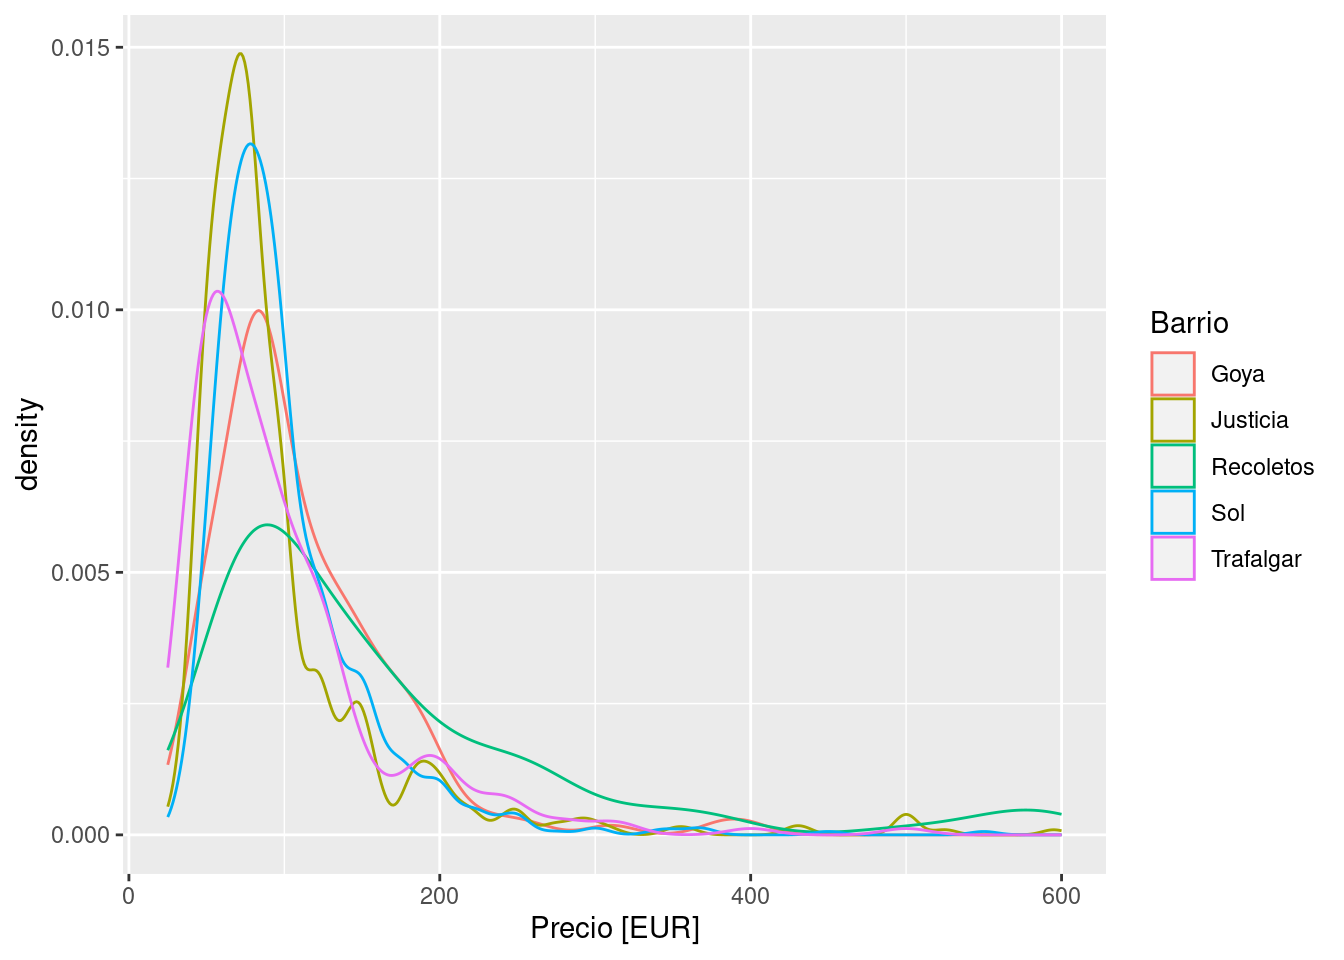 0.015
0.010
0.005
0.000
density
0 200 400 600
Precio [EUR]
Barrio
Goya
Justicia
Recoletos
Sol
Trafalgar